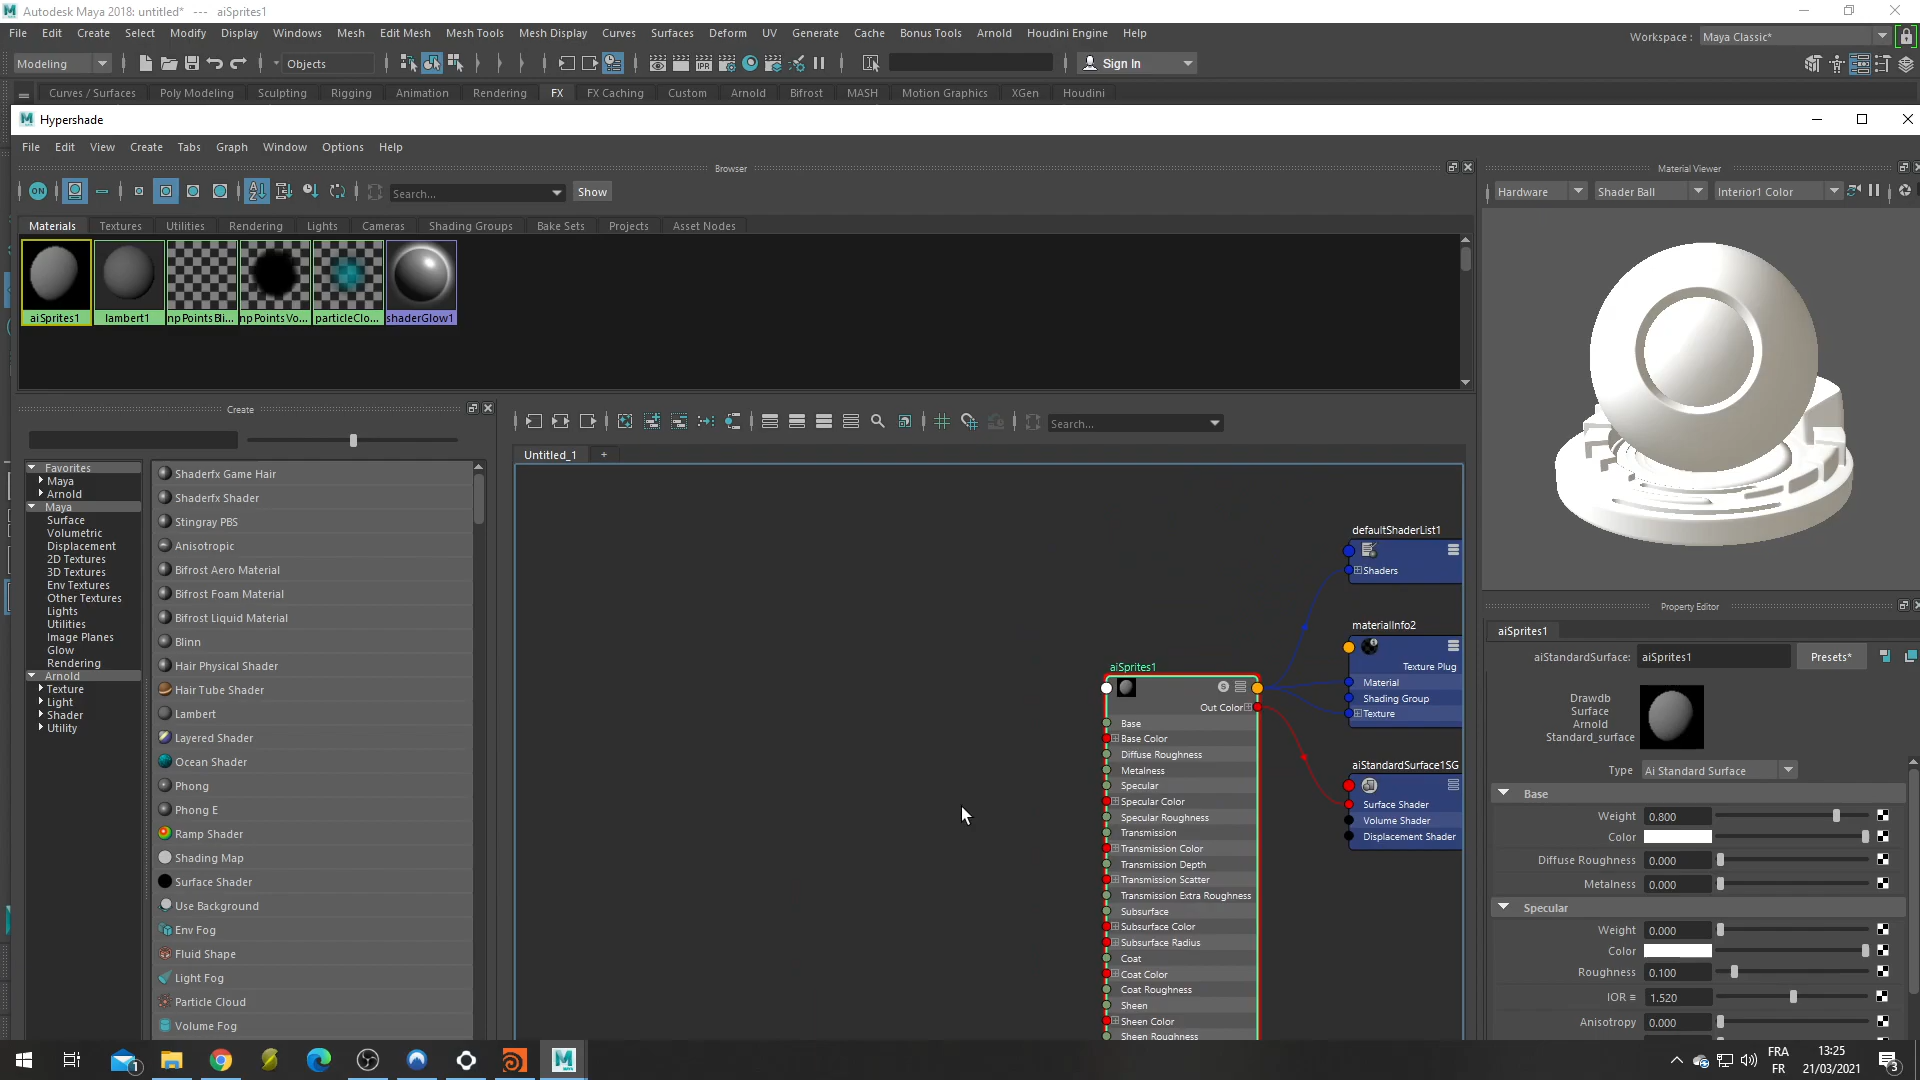 Autodesk Maya 2018: untitled*   ---   aiSprites1
File Edit Create Select Modify Display Windows Mesh Edit Mesh Mesh Tools Mesh Display Curves Surfaces Deform UV Generate Cache Bonus Tools Arnold Houdini Engine Help
Workspace : Maya Classic*
Modeling Objects IPR Sign In
Curves / Surfaces Poly Modeling Sculpting Rigging Animation Rendering FX FX Caching Custom Arnold Bifrost MASH Motion Graphics XGen Houdini
Hypershade
File Edit View Create Tabs Graph Window Options Help
Browser
Material Viewer
ON Search... Show
Hardware Shader Ball Interior1 Color
Materials Textures Utilities Rendering Lights Cameras Shading Groups Bake Sets Projects Asset Nodes
aiSprites1 lambert1 npPointsBli... npPointsVo... particleClo... shaderGlow1
Create
Search...
Untitled_1 +
Favorites
Maya
Arnold
Maya
Surface
Volumetric
Displacement
2D Textures
3D Textures
Env Textures
Other Textures
Lights
Utilities
Image Planes
Glow
Rendering
Arnold
Texture
Light
Shader
Utility
Shaderfx Game Hair
Shaderfx Shader
Stingray PBS
Anisotropic
Bifrost Aero Material
Bifrost Foam Material
Bifrost Liquid Material
Blinn
Hair Physical Shader
Hair Tube Shader
Lambert
Layered Shader
Ocean Shader
Phong
Phong E
Ramp Shader
Shading Map
Surface Shader
Use Background
Env Fog
Fluid Shape
Light Fog
Particle Cloud
Volume Fog
aiSprites1
Out Color
Base
Base Color
Diffuse Roughness
Metalness
Specular
Specular Color
Specular Roughness
Transmission
Transmission Color
Transmission Depth
Transmission Scatter
Transmission Extra Roughness
Subsurface
Subsurface Color
Subsurface Radius
Coat
Coat Color
Coat Roughness
Sheen
Sheen Color
Sheen Roughness
defaultShaderList1
Shaders
materialInfo2
Texture Plug
Material
Shading Group
Texture
aiStandardSurface1SG
Surface Shader
Volume Shader
Displacement Shader
Property Editor
aiSprites1
aiStandardSurface: aiSprites1 Presets*
Drawdb
Surface
Arnold
Standard_surface
Type Ai Standard Surface
Base
Weight 0.800
Color
Diffuse Roughness 0.000
Metalness 0.000
Specular
Weight 0.000
Color
Roughness 0.100
IOR 1.520
Anisotropy 0.000
1
FRA
FR
13:25
21/03/2021
3